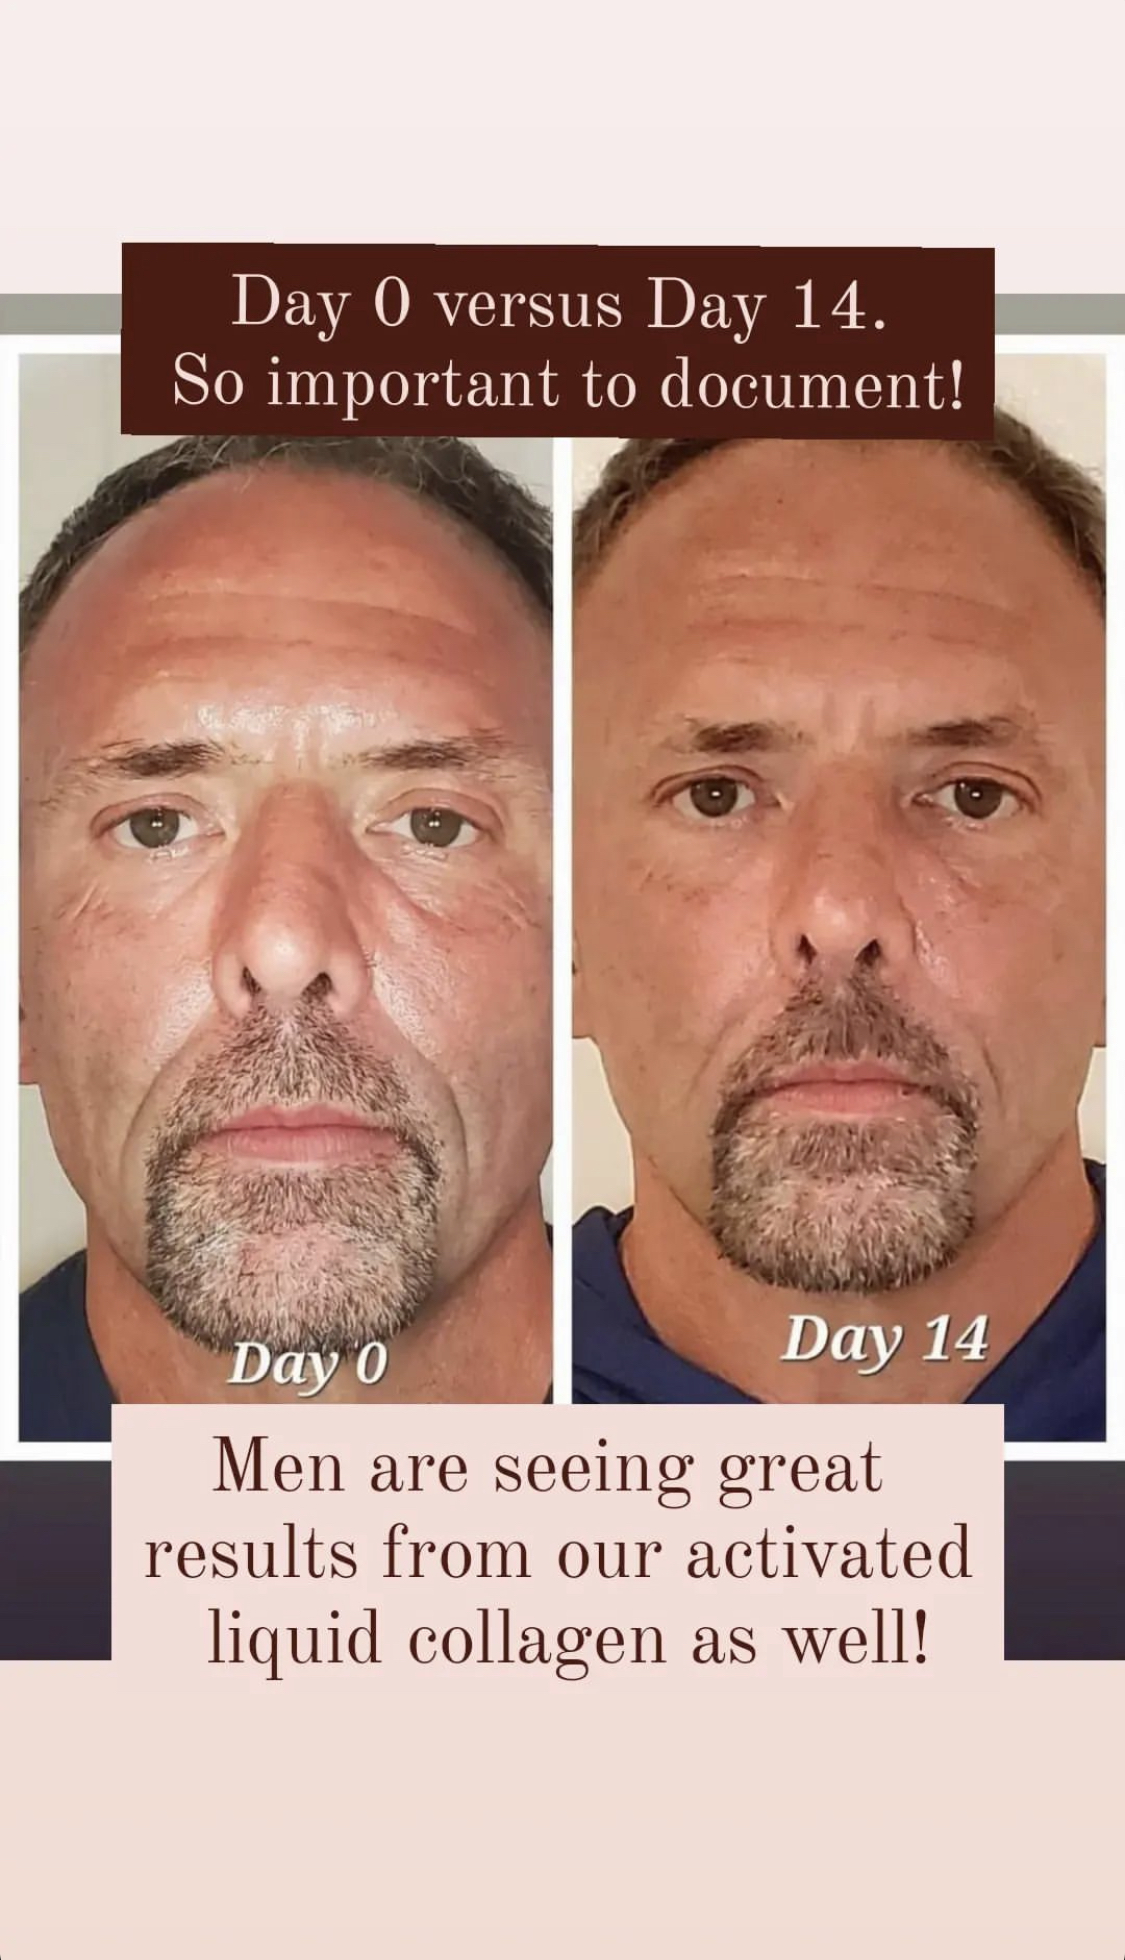 Day 0 versus Day 14.
So important to document!
Day 0
Day 14
Men are seeing great
results from our activated
liquid collagen as well!